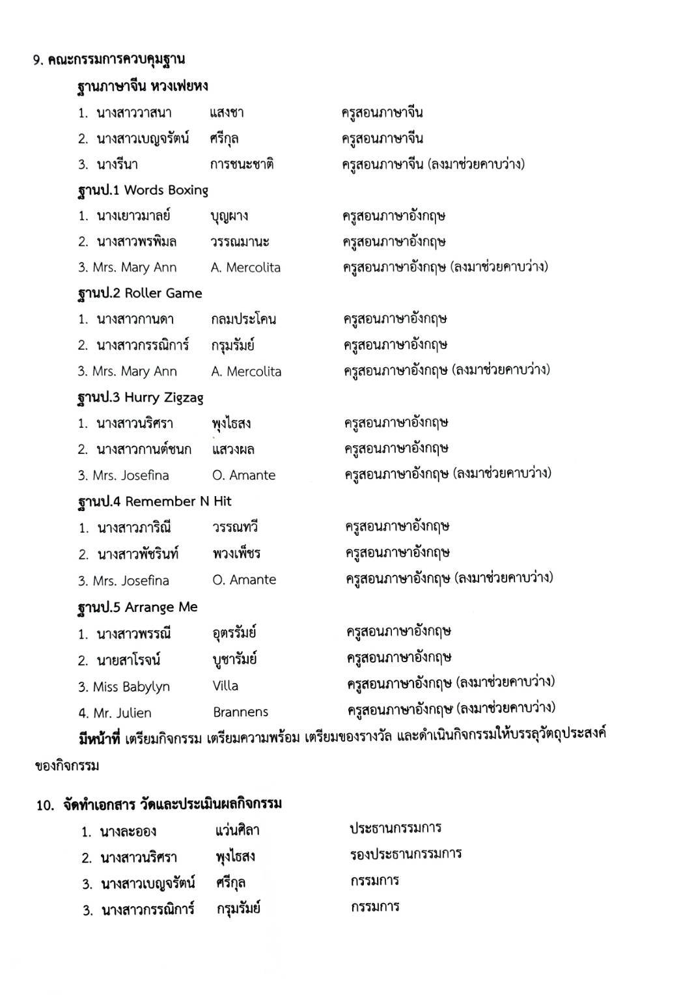 9. คณะกรรมการควบคุมฐาน
ฐานภาษาจีน หวงเฟยหง
1. นางสาววาสนา แสงชา ครูสอนภาษาจีน
2. นางสาวเบญจรัตน์ ศรีกุล ครูสอนภาษาจีน
3. นางรีนา การชนะชาติ ครูสอนภาษาจีน (ลงมาช่วยคาบว่าง)
ฐานป.1 Words Boxing
1. นางเยาวมาลย์ บุญผาง ครูสอนภาษาอังกฤษ
2. นางสาวพรพิมล วรรณมานะ ครูสอนภาษาอังกฤษ
3. Mrs. Mary Ann A. Mercolita ครูสอนภาษาอังกฤษ (ลงมาช่วยคาบว่าง)
ฐานป.2 Roller Game
1. นางสาวกานดา กลมประโคน ครูสอนภาษาอังกฤษ
2. นางสาวกรรณิการ์ กรุมรัมย์ ครูสอนภาษาอังกฤษ
3. Mrs. Mary Ann A. Mercolita ครูสอนภาษาอังกฤษ (ลงมาช่วยคาบว่าง)
ฐานป.3 Hurry Zigzag
1. นางสาวนริศรา พุงไธสง ครูสอนภาษาอังกฤษ
2. นางสาวกานต์ชนก แสวงผล ครูสอนภาษาอังกฤษ
3. Mrs. Josefina O. Amante ครูสอนภาษาอังกฤษ (ลงมาช่วยคาบว่าง)
ฐานป.4 Remember N Hit
1. นางสาวภาริณี วรรณทวี ครูสอนภาษาอังกฤษ
2. นางสาวพัชรินท์ พวงเพ็ชร ครูสอนภาษาอังกฤษ
3. Mrs. Josefina O. Amante ครูสอนภาษาอังกฤษ (ลงมาช่วยคาบว่าง)
ฐานป.5 Arrange Me
1. นางสาวพรรณี อุตรรัมย์ ครูสอนภาษาอังกฤษ
2. นายสาโรจน์ บูชารัมย์ ครูสอนภาษาอังกฤษ
3. Miss Babylyn Villa ครูสอนภาษาอังกฤษ (ลงมาช่วยคาบว่าง)
4. Mr. Julien Brannens ครูสอนภาษาอังกฤษ (ลงมาช่วยคาบว่าง)
มีหน้าที่ เตรียมกิจกรรม เตรียมความพร้อม เตรียมของรางวัล และดำเนินกิจกรรมให้บรรลุวัตถุประสงค์
ของกิจกรรม
10. จัดทำเอกสาร วัดและประเมินผลกิจกรรม
1. นางละออง แว่นศิลา ประธานกรรมการ
2. นางสาวนริศรา พุงไธสง รองประธานกรรมการ
3. นางสาวเบญจรัตน์ ศรีกุล กรรมการ
3. นางสาวกรรณิการ์ กรุมรัมย์ กรรมการ